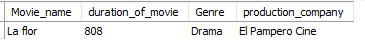 Movie_name duration_of_movie Genre production_company
La flor 808 Drama El Pampero Cine